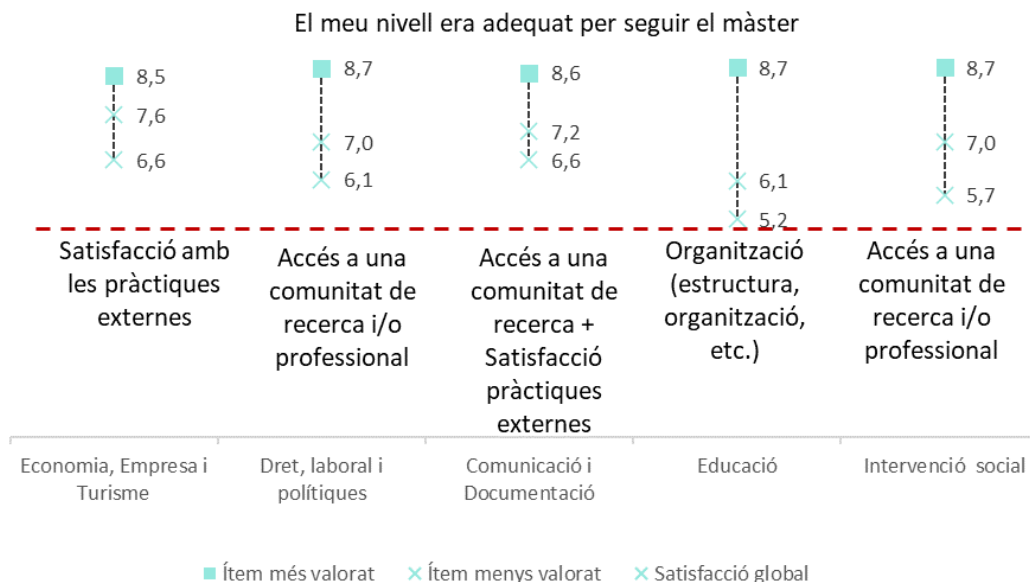 El meu nivell era adequat per seguir el màster
8,5
7,6
6,6
8,7
7,0
6,1
8,6
7,2
6,6
8,7
6,1
5,2
8,7
7,0
5,7
Satisfacció amb
les pràctiques
externes
Accés a una
comunitat de
recerca i/o
professional
Accés a una
comunitat de
recerca +
Satisfacció
pràctiques
externes
Organització
(estructura,
organització,
etc.)
Accés a una
comunitat de
recerca i/o
professional
Economia, Empresa i
Turisme
Dret, laboral i
polítiques
Comunicació i
Documentació
Educació
Intervenció social
Ítem més valorat
Ítem menys valorat
Satisfacció global